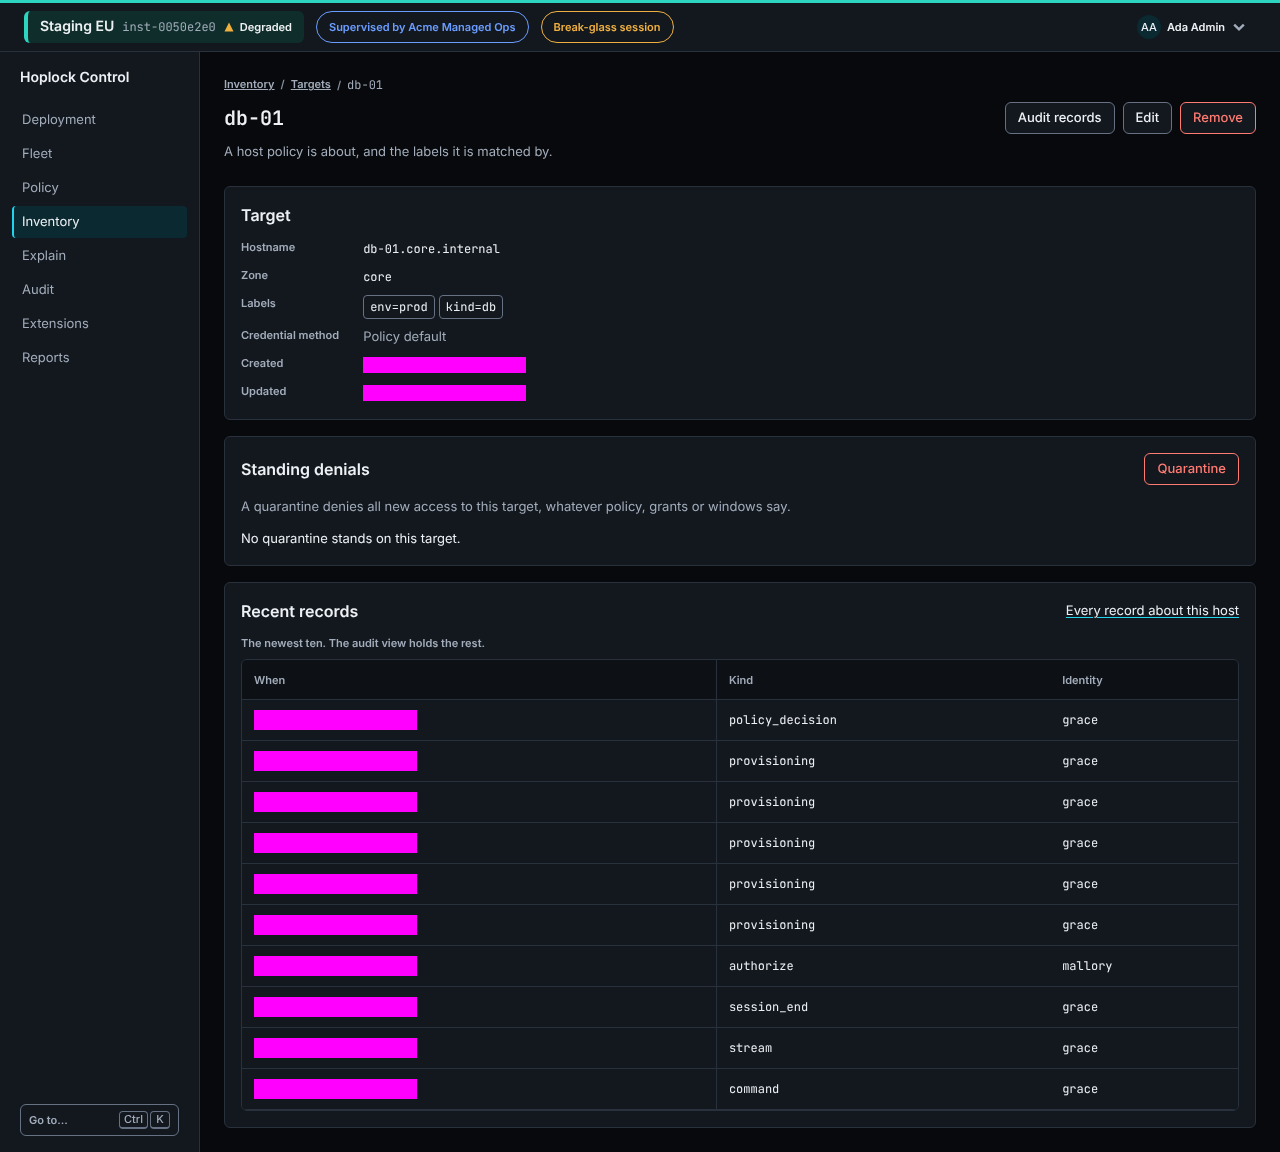 Staging EU inst-0050e2e0 Degraded Supervised by Acme Managed Ops Break-glass session AA Ada Admin
Hoplock Control
Deployment
Fleet
Policy
Inventory
Explain
Audit
Extensions
Reports
Go to... Ctrl K
Inventory / Targets / db-01
db-01
Audit records Edit Remove
A host policy is about, and the labels it is matched by.
Target
Hostname db-01.core.internal
Zone core
Labels env=prod kind=db
Credential method Policy default
Created
Updated
Standing denials
Quarantine
A quarantine denies all new access to this target, whatever policy, grants or windows say.
No quarantine stands on this target.
Recent records
Every record about this host
The newest ten. The audit view holds the rest.
When Kind Identity
policy_decision grace
provisioning grace
provisioning grace
provisioning grace
provisioning grace
provisioning grace
authorize mallory
session_end grace
stream grace
command grace